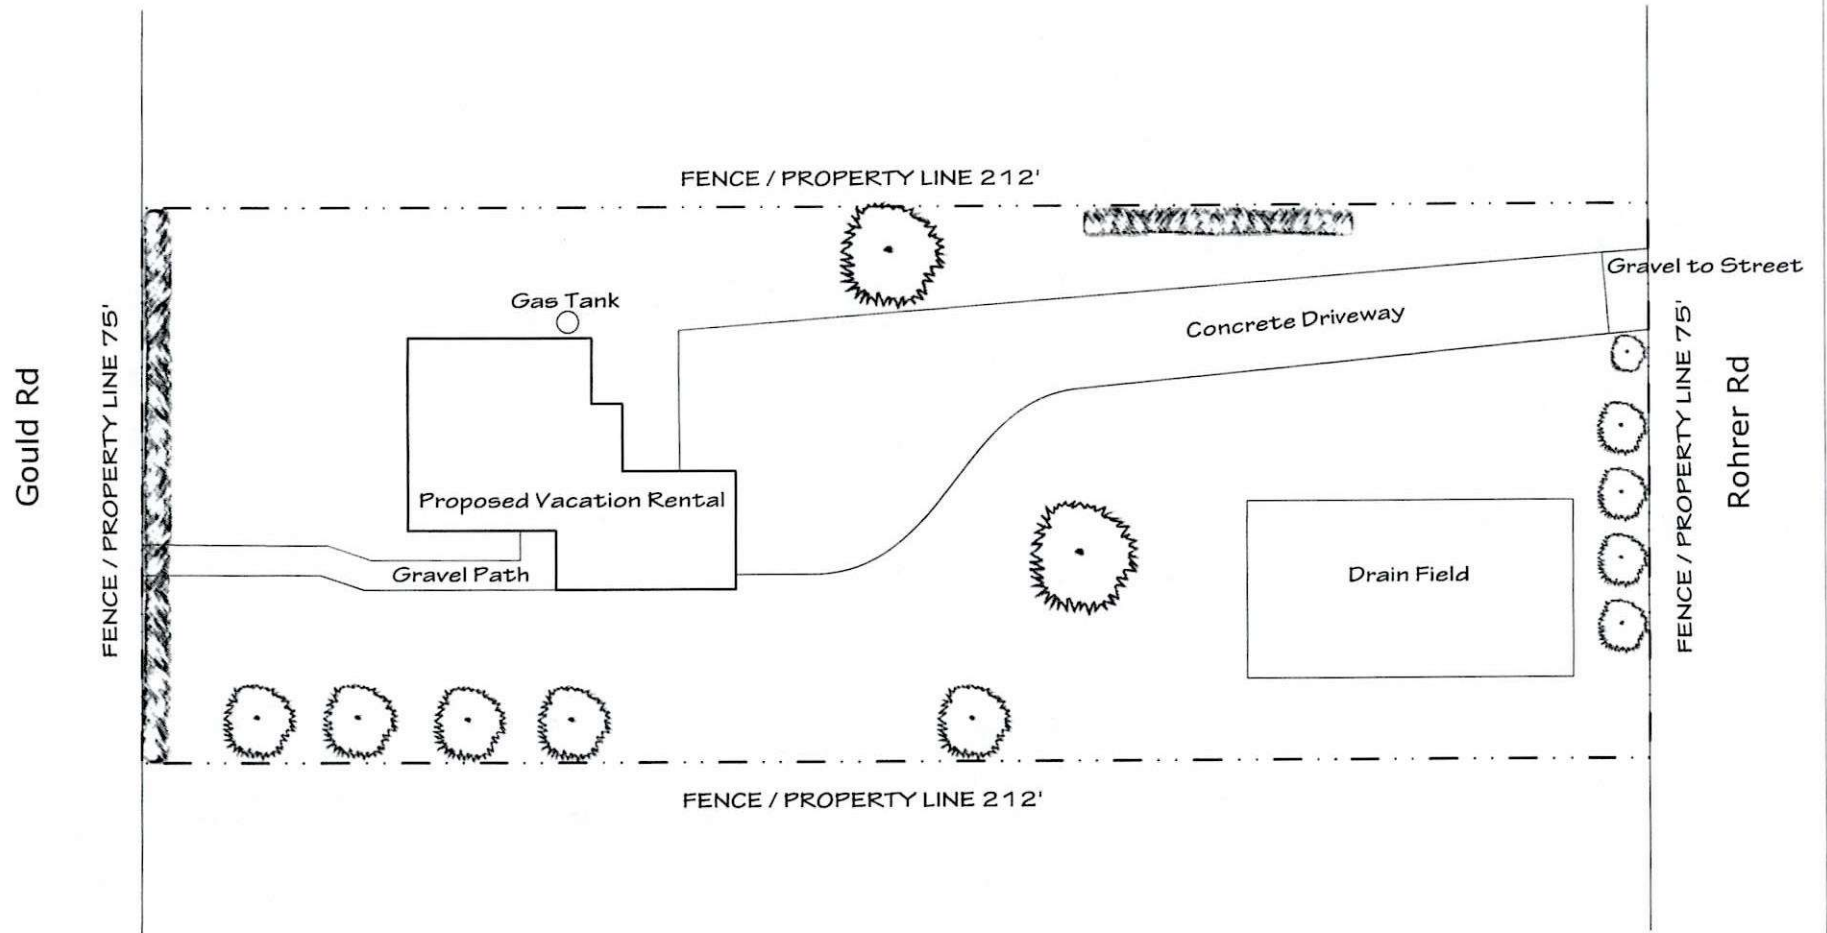 FENCE / PROPERTY LINE 212'
Gravel to Street
Gas Tank
Concrete Driveway
Gould Rd
FENCE / PROPERTY LINE 75'
FENCE / PROPERTY LINE 75'
Rohrer Rd
Proposed Vacation Rental
Gravel Path
Drain Field
FENCE / PROPERTY LINE 212'